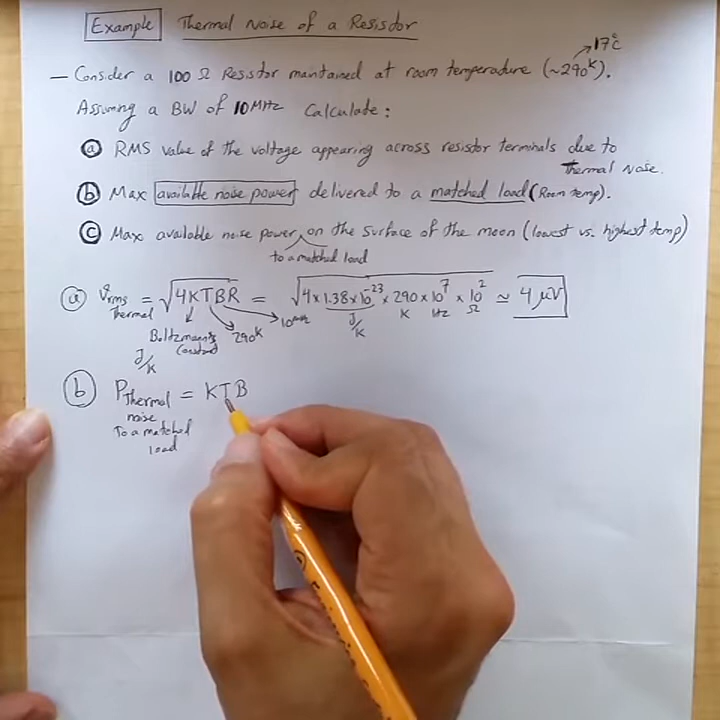 Example Thermal Noise of a Resistor
→17°C
— Consider a 100 Ω Resistor maintained at room temperature (~290K).
Assuming a BW of 10MHz Calculate:
(a) RMS value of the voltage appearing across resistor terminals due to
Thermal Noise.
(b) Max available noise power delivered to a matched load (Room temp).
(c) Max available noise power on the surface of the moon (lowest vs. highest temp)
to a matched load
(a) Vrms = √4KTBR = √4 × 1.38 × 10^-23 × 290 × 10^7 × 10^2 ≃ 4 μV
Thermal
J/K K Hz Ω
Boltzmann's 290K 10MHz
Constant
J/K
(b) PThermal = KTB
noise
To a matched
load